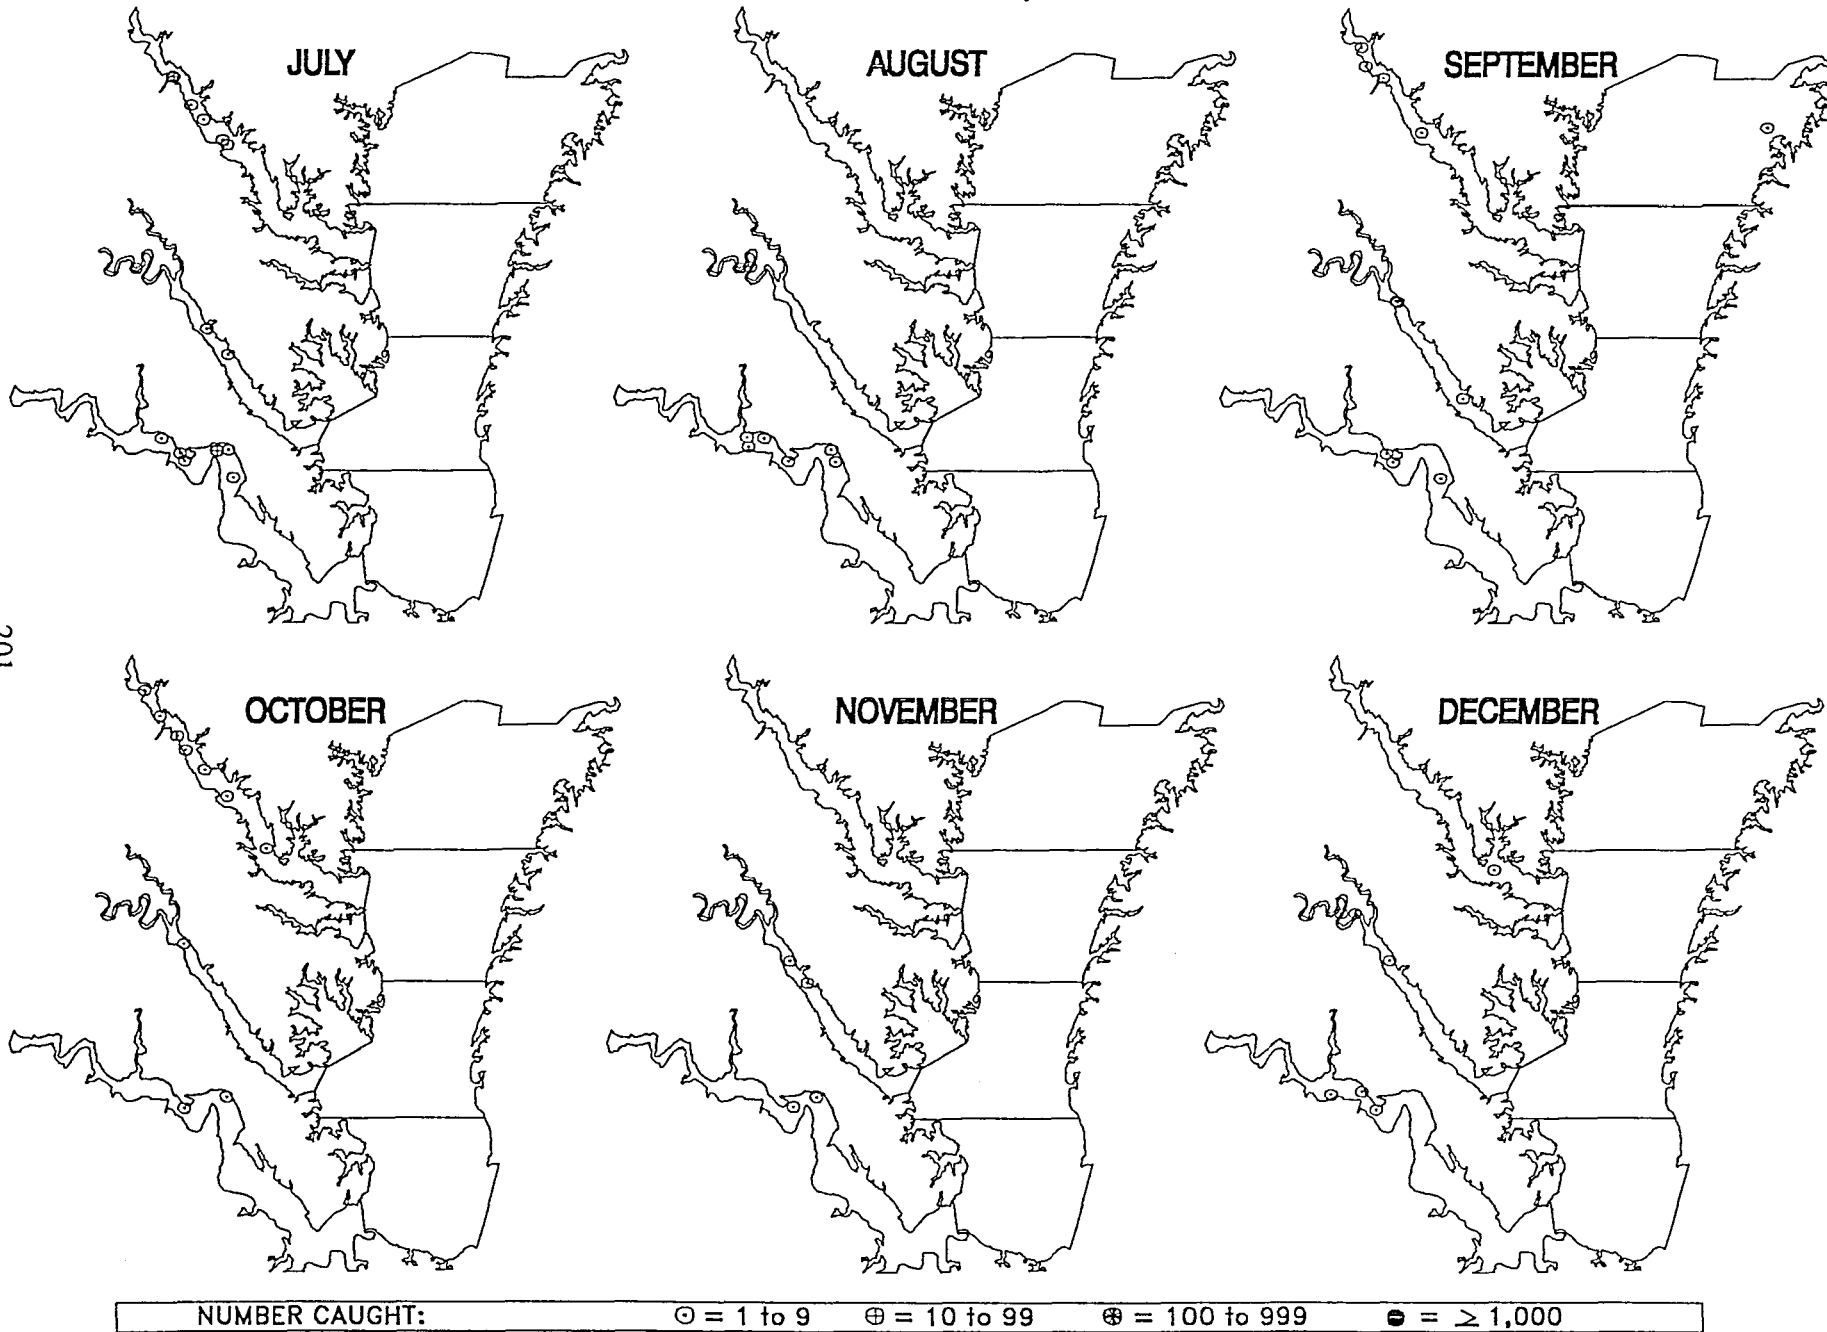 JULY
AUGUST
SEPTEMBER
201
OCTOBER
NOVEMBER
DECEMBER
NUMBER CAUGHT: ⊙ = 1 to 9 ⊕ = 10 to 99 ⊛ = 100 to 999 ● = ≥ 1,000